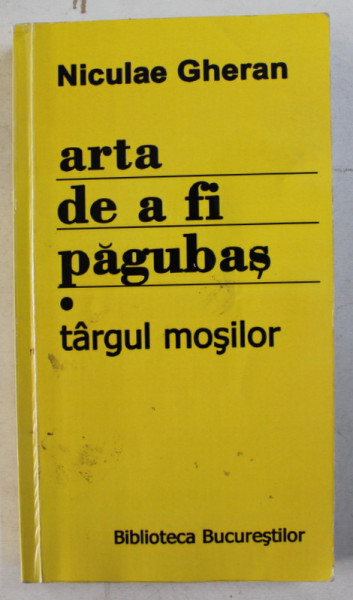 Niculae Gheran
arta
de a fi
păgubaș
•
târgul moșilor
Biblioteca Bucureștilor